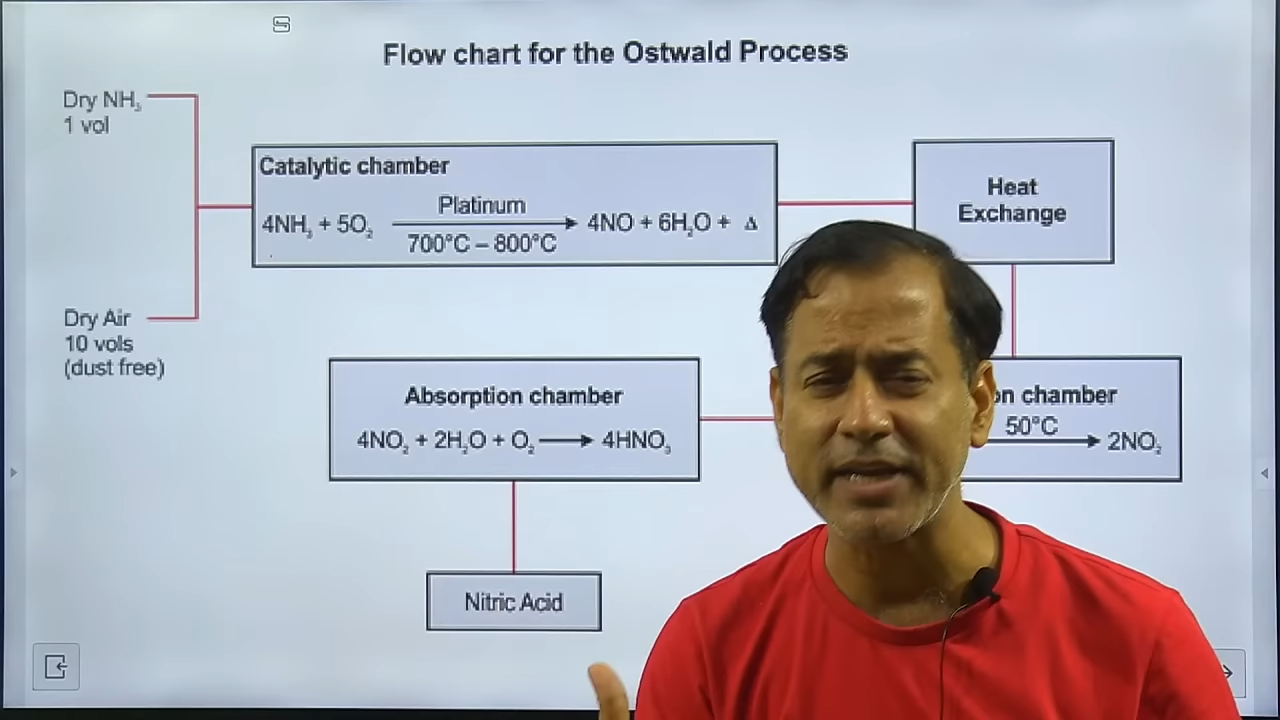 Flow chart for the Ostwald Process
Dry NH₃
1 vol
Catalytic chamber
Platinum
4NH₃ + 5O₂ → 4NO + 6H₂O + Δ
700°C – 800°C
Heat
Exchange
Dry Air
10 vols
(dust free)
Absorption chamber
4NO₂ + 2H₂O + O₂ → 4HNO₃
chamber
50°C
→ 2NO₂
Nitric Acid